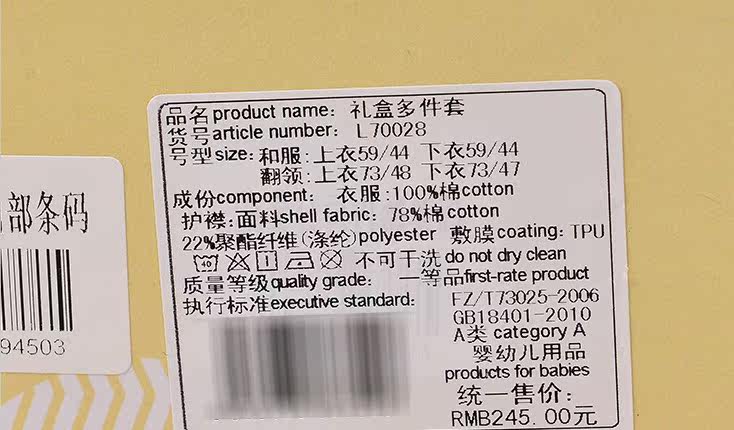 品名product name: 礼盒多件套
货号article number: L70028
号型size: 和服:上衣59/44 下衣59/44
翻领:上衣73/48 下衣73/47
成份component: 衣服:100%棉cotton
护襟:面料shell fabric: 78%棉cotton
22%聚酯纤维(涤纶)polyester 敷膜coating: TPU
40 不可干洗do not dry clean
质量等级quality grade: 一等品first-rate product
执行标准executive standard: FZ/T73025-2006
GB18401-2010
A类 category A
婴幼儿用品
products for babies
统一售价:
RMB245.00元
部条码
94503